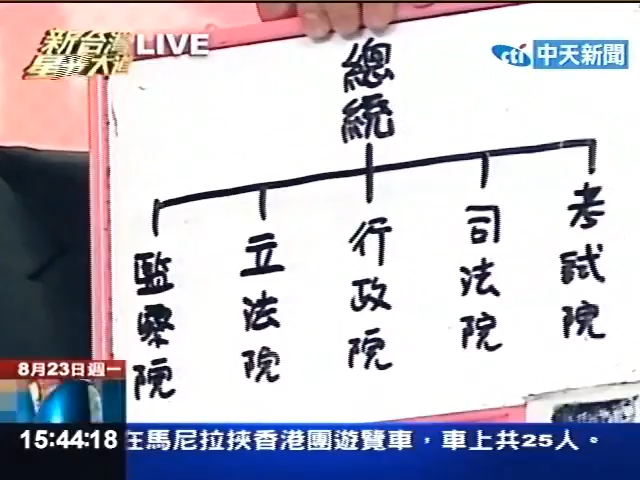 新台灣
星光大道
LIVE
cti 中天新聞
總統
監察院
立法院
行政院
司法院
考試院
8月23日週一
15:44:18
在馬尼拉挾香港團遊覽車，車上共25人。